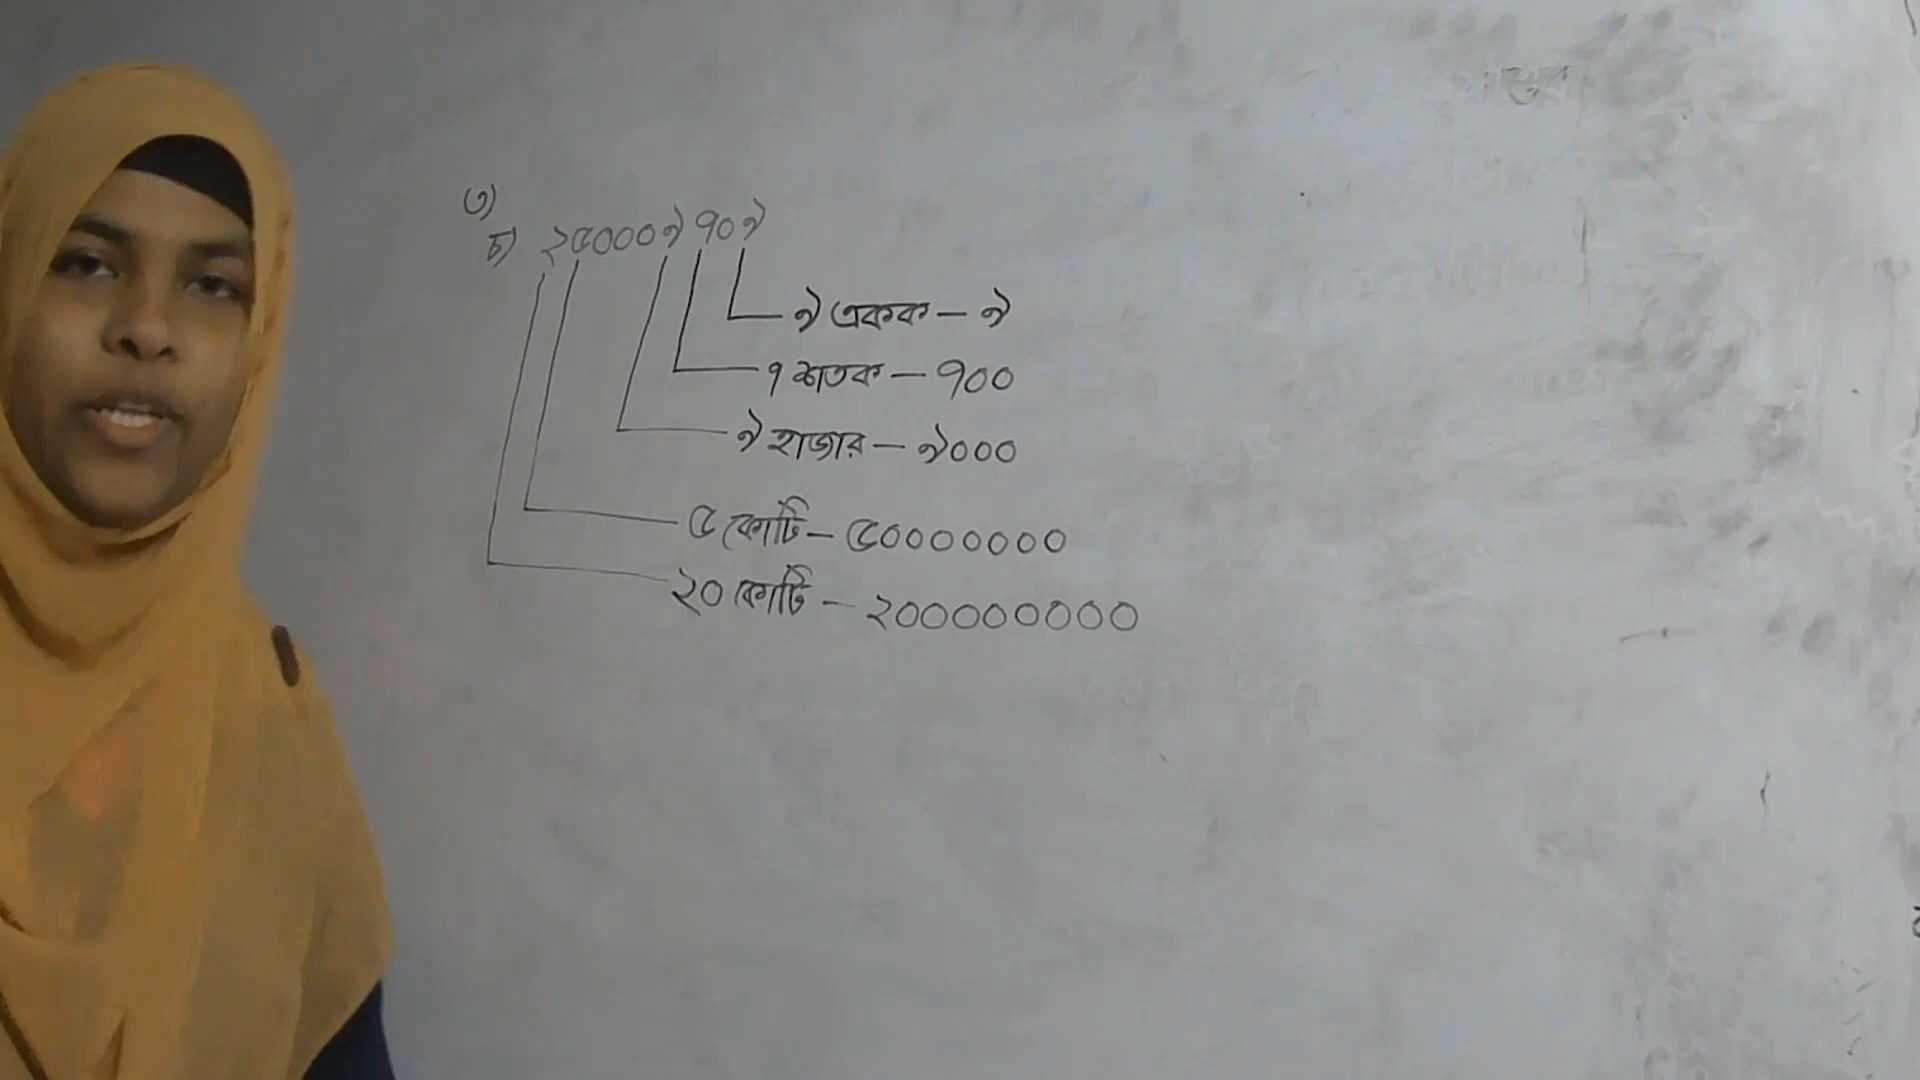 ৩)
চ) ২৫০০০৯৭০৯
৯ একক – ৯
৭ শতক – ৭০০
৯ হাজার – ৯০০০
৫ কোটি – ৫০০০০০০০
২০ কোটি – ২০০০০০০০০